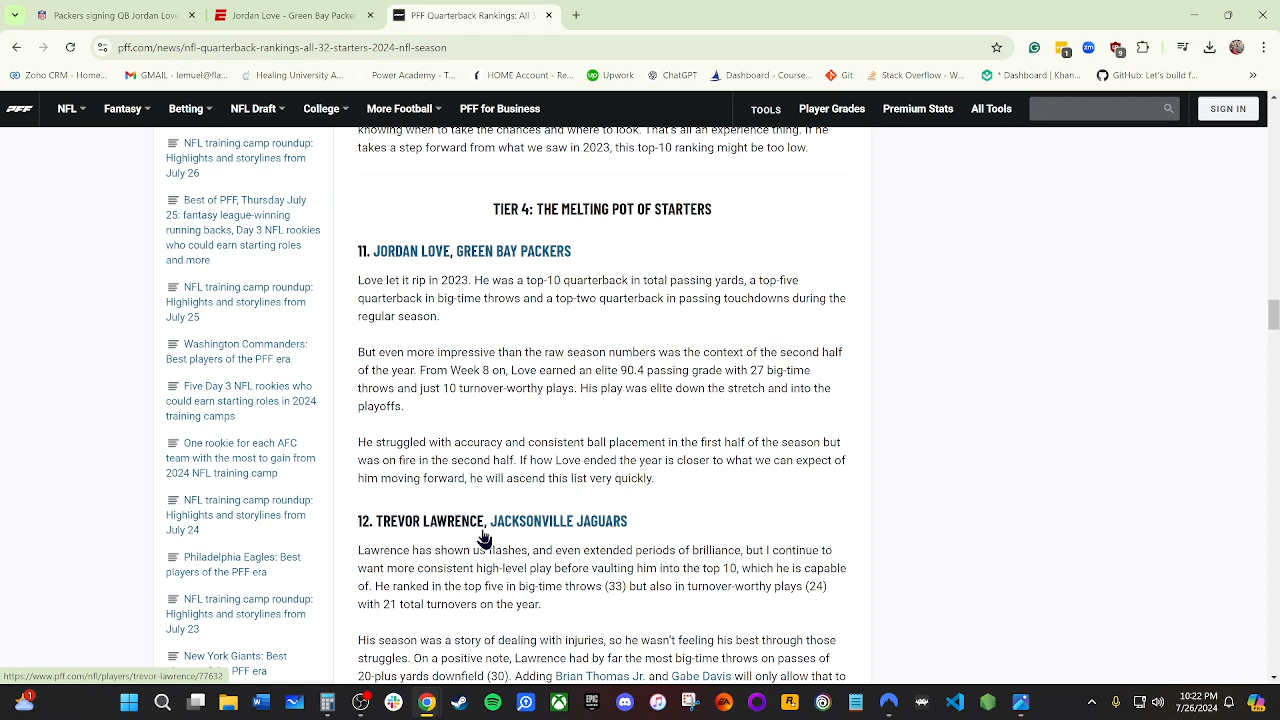 Packers signing Jordan Love
Jordan Love - Green Bay Packe
PFF Quarterback Rankings: All 3
pff.com/news/nfl-quarterback-rankings-all-32-starters-2024-nfl-season
1
9
Zoho CRM - Home...
GMAIL - lemuel@fla...
Healing University A...
Power Academy - T...
HOME Account - Re...
Upwork
ChatGPT
Dashboard - Course...
Git
Stack Overflow - W...
* Dashboard | Khan...
GitHub: Let's build f...
»
PFF
NFL
Fantasy
Betting
NFL Draft
College
More Football
PFF for Business
TOOLS
Player Grades
Premium Stats
All Tools
SIGN IN
NFL training camp roundup:
Highlights and storylines from
July 26
Best of PFF, Thursday July
25: fantasy league-winning
running backs, Day 3 NFL rookies
who could earn starting roles
and more
NFL training camp roundup:
Highlights and storylines from
July 25
Washington Commanders:
Best players of the PFF era
Five Day 3 NFL rookies who
could earn starting roles in 2024
training camps
One rookie for each AFC
team with the most to gain from
2024 NFL training camp
NFL training camp roundup:
Highlights and storylines from
July 24
Philadelphia Eagles: Best
players of the PFF era
NFL training camp roundup:
Highlights and storylines from
July 23
New York Giants: Best
PFF era
knowing when to take the chances and where to look. That's all an experience thing. If he
takes a step forward from what we saw in 2023, this top-10 ranking might be too low.
TIER 4: THE MELTING POT OF STARTERS
11. JORDAN LOVE, GREEN BAY PACKERS
Love let it rip in 2023. He was a top-10 quarterback in total passing yards, a top-five
quarterback in big-time throws and a top-two quarterback in passing touchdowns during the
regular season.
But even more impressive than the raw season numbers was the context of the second half
of the year. From Week 8 on, Love earned an elite 90.4 passing grade with 27 big-time
throws and just 10 turnover-worthy plays. His play was elite down the stretch and into the
playoffs.
He struggled with accuracy and consistent ball placement in the first half of the season but
was on fire in the second half. If how Love ended the year is closer to what we can expect of
him moving forward, he will ascend this list very quickly.
12. TREVOR LAWRENCE, JACKSONVILLE JAGUARS
Lawrence has shown us flashes, and even extended periods of brilliance, but I continue to
want more consistent high-level play before vaulting him into the top 10, which he is capable
of. He ranked in the top five in big-time throws (33) but also in turnover-worthy plays (24)
with 21 total turnovers on the year.
His season was a story of dealing with injuries, so he wasn't feeling his best through those
struggles. On a positive note, Lawrence had by far the most big-time throws on passes of
20-plus yards downfield (30). Adding Brian Thomas Jr. and Gabe Davis will only allow that to
https://www.pff.com/nfl/players/trevor-lawrence/77632
1
10:22 PM
7/26/2024